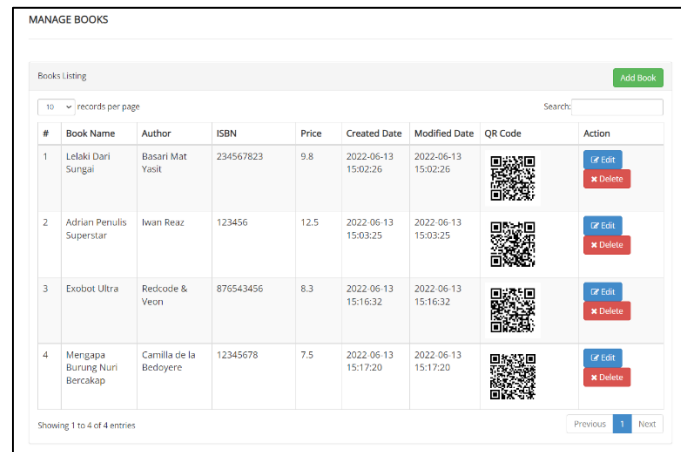 MANAGE BOOKS
Books Listing
Add Book
10 records per page
Search:
# Book Name Author ISBN Price Created Date Modified Date QR Code Action
1 Lelaki Dari Basari Mat 234567823 9.8 2022-06-13 2022-06-13 Edit
Sungai Yasit 15:02:26 15:02:26 Delete
2 Adrian Penulis Iwan Reaz 123456 12.5 2022-06-13 2022-06-13 Edit
Superstar 15:03:25 15:03:25 Delete
3 Exobot Ultra Redcode & 876543456 8.3 2022-06-13 2022-06-13 Edit
Veon 15:16:32 15:16:32 Delete
4 Mengapa Camilla de la 12345678 7.5 2022-06-13 2022-06-13 Edit
Burung Nuri Bedoyere 15:17:20 15:17:20 Delete
Bercakap
Showing 1 to 4 of 4 entries
Previous 1 Next